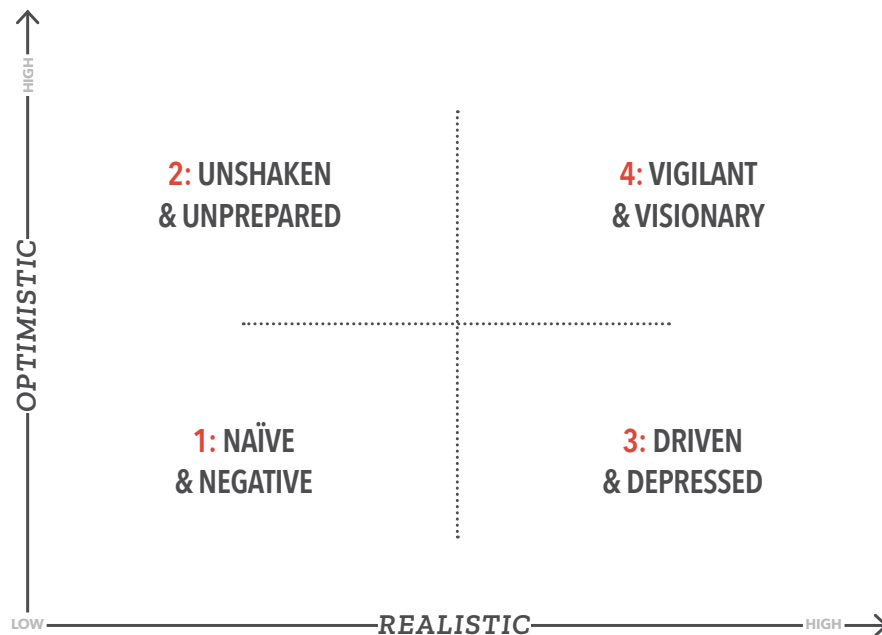 HIGH
2: UNSHAKEN
& UNPREPARED
4: VIGILANT
& VISIONARY
OPTIMISTIC
1: NAÏVE
& NEGATIVE
3: DRIVEN
& DEPRESSED
LOW
REALISTIC
HIGH